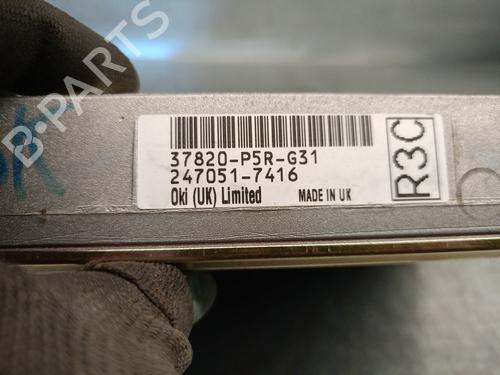 37820-P5R-G31
247051-7416
Oki (UK) Limited MADE IN UK
R3C
B-PARTS